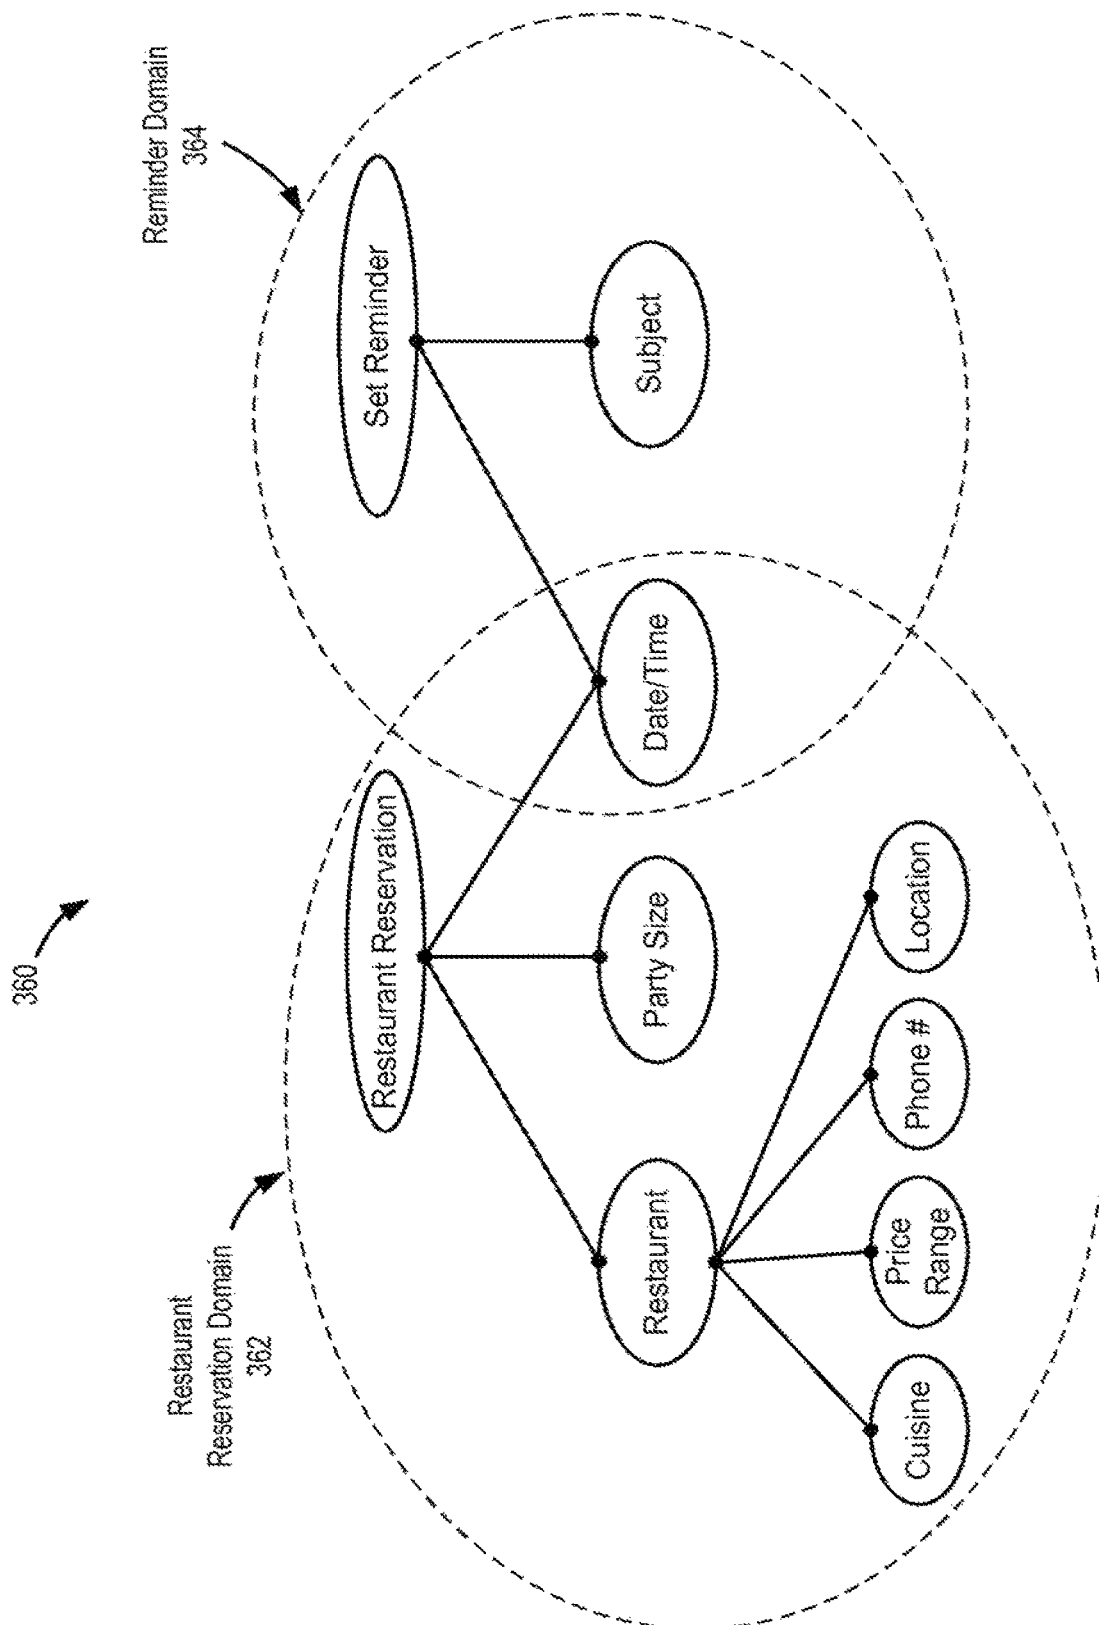 360
Restaurant
Reservation Domain
362
Reminder Domain
364
Restaurant Reservation
Set Reminder
Restaurant
Party Size
Date/Time
Subject
Cuisine
Price
Range
Phone #
Location